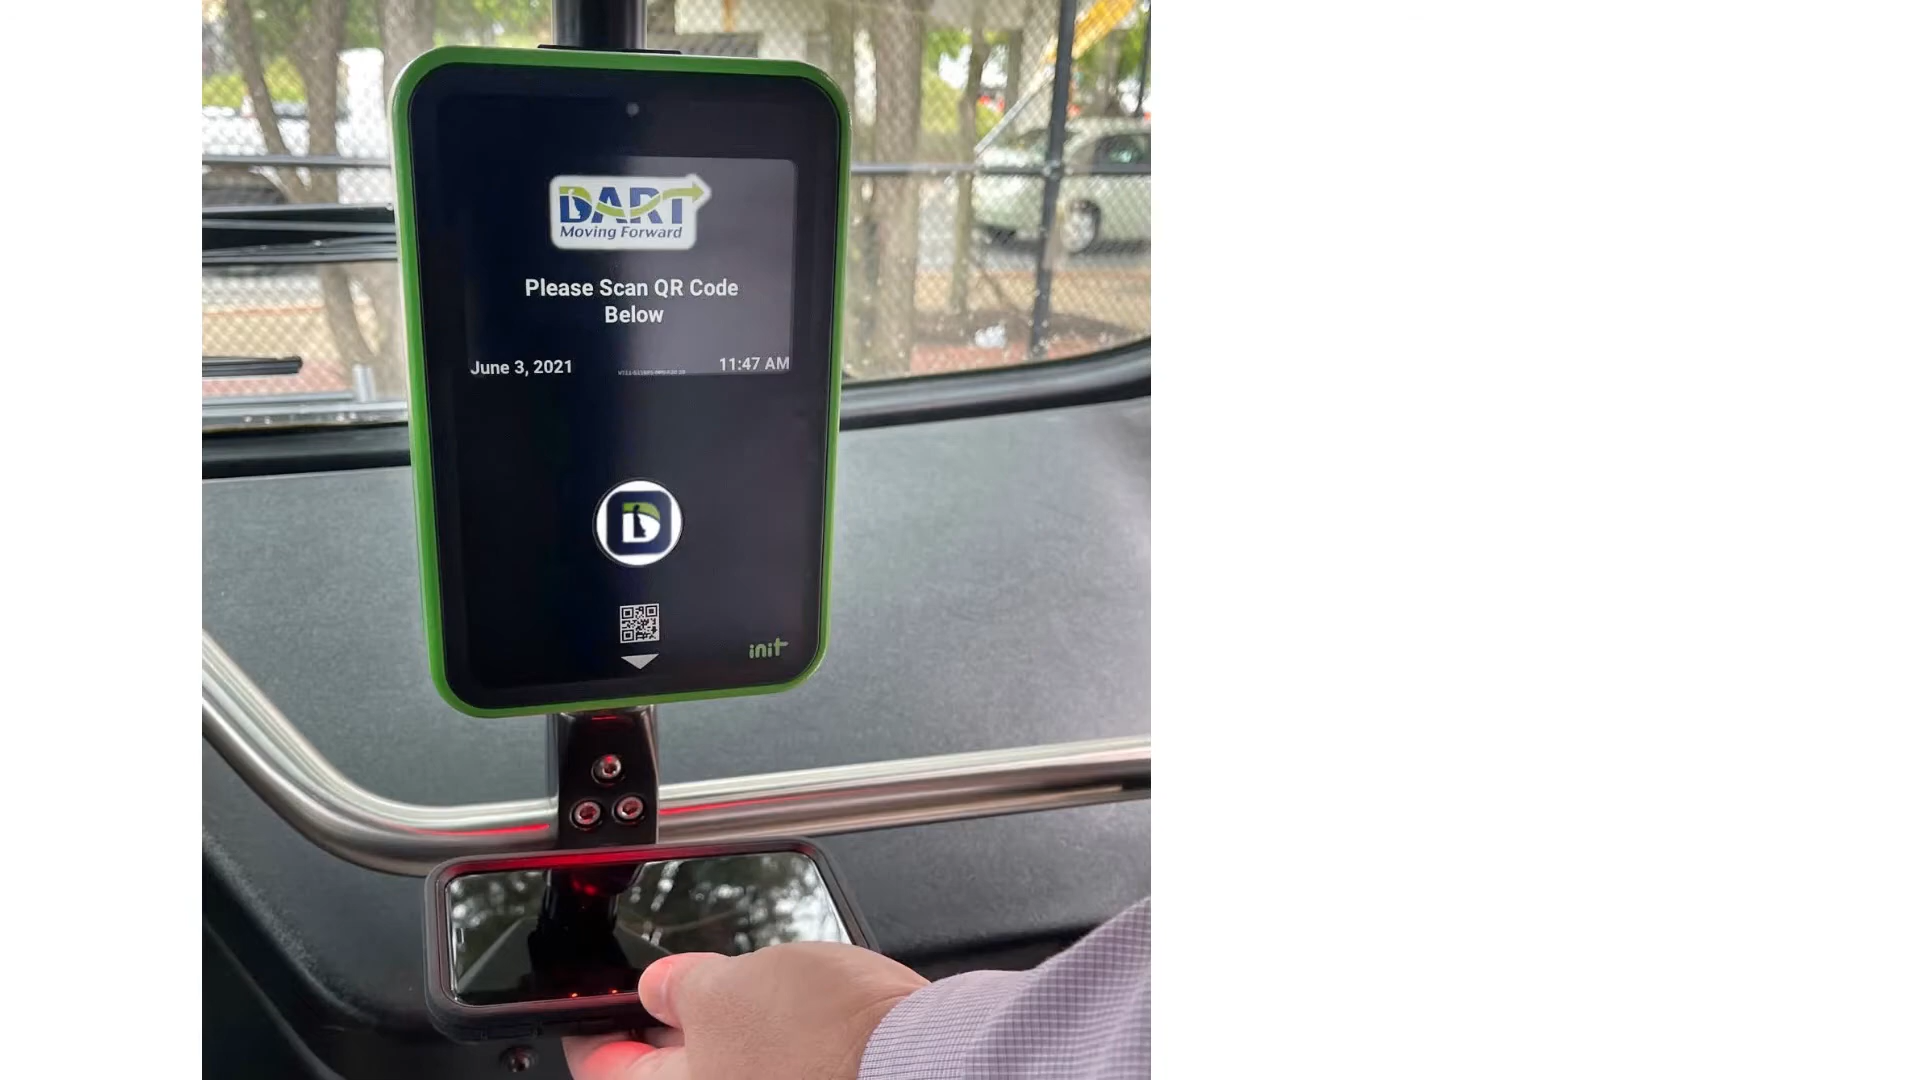 DART
Moving Forward
Please Scan QR Code
Below
June 3, 2021
11:47 AM
D
init